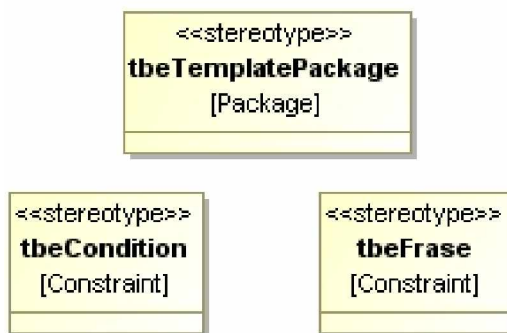 <<stereotype>>
tbeTemplatePackage
[Package]
<<stereotype>>
tbeCondition
[Constraint]
<<stereotype>>
tbeFrase
[Constraint]